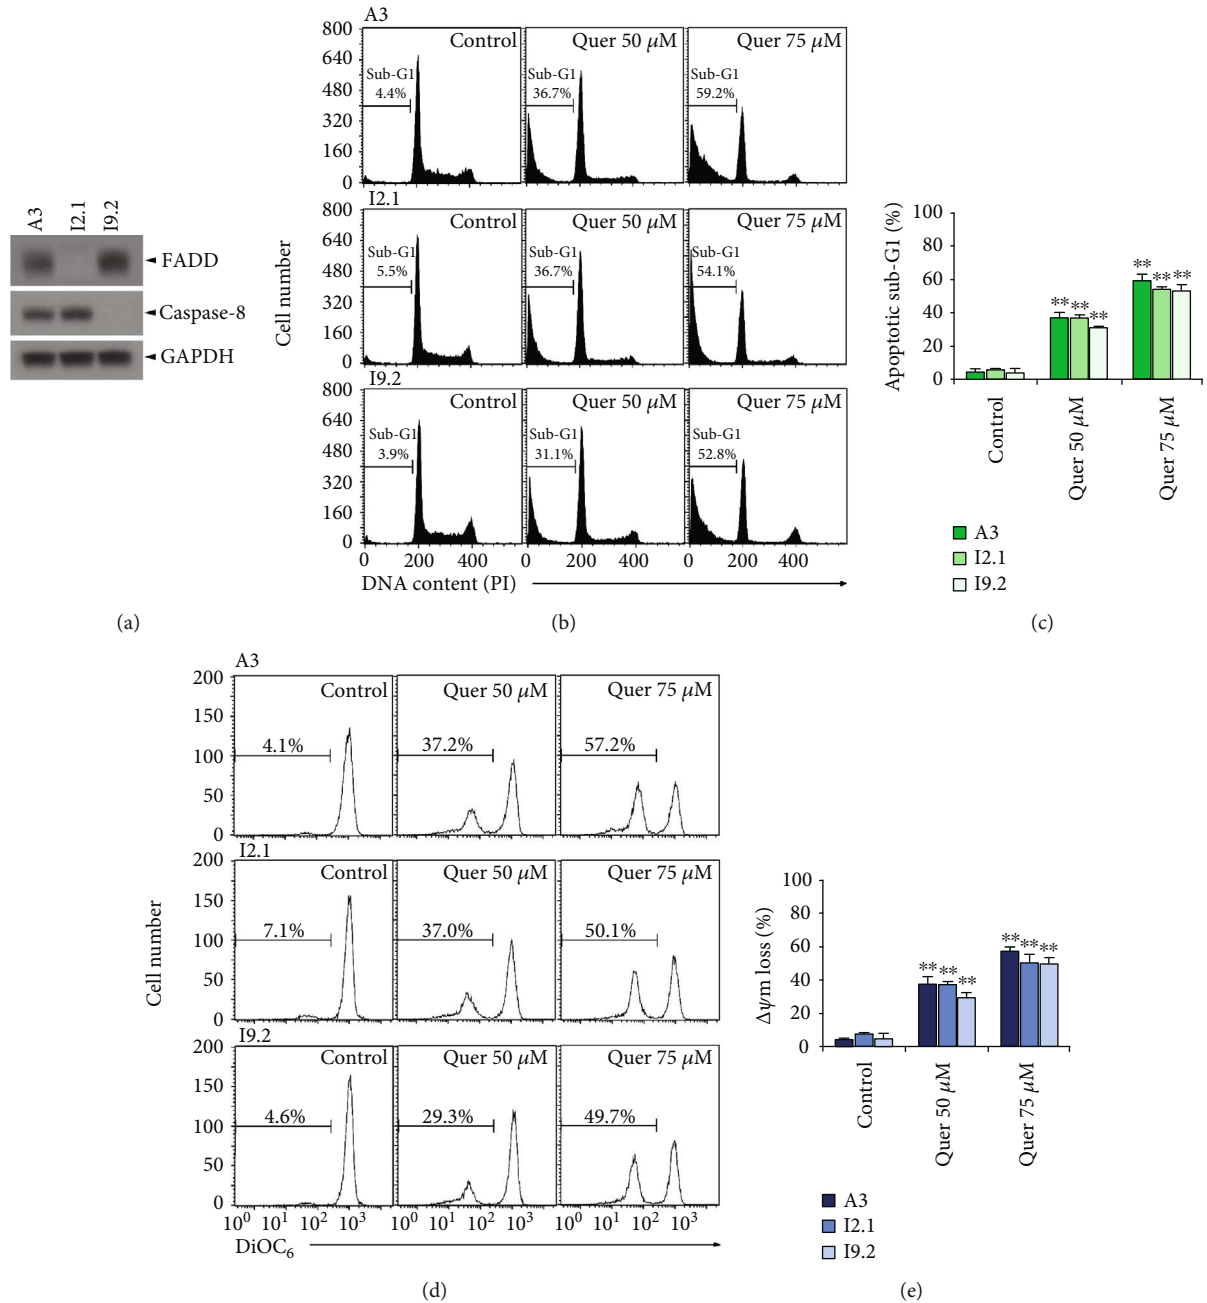 A3
I2.1
I9.2
FADD
Caspase-8
GAPDH
(a)
A3
Cell number
800
640
480
320
160
0
Control
Sub-G1
4.4%
Quer 50 μM
Sub-G1
36.7%
Quer 75 μM
Sub-G1
59.2%
I2.1
800
640
480
320
160
0
Control
Sub-G1
5.5%
Quer 50 μM
Sub-G1
36.7%
Quer 75 μM
Sub-G1
54.1%
I9.2
800
640
480
320
160
0
Control
Sub-G1
3.9%
Quer 50 μM
Sub-G1
31.1%
Quer 75 μM
Sub-G1
52.8%
0 200 400 0 200 400 0 200 400
DNA content (PI)
(b)
Apoptotic sub-G1 (%)
100
80
60
40
20
0
** ** **
** ** **
Control
Quer 50 μM
Quer 75 μM
A3
I2.1
I9.2
(c)
A3
Cell number
200
150
100
50
0
Control
4.1%
Quer 50 μM
37.2%
Quer 75 μM
57.2%
I2.1
200
150
100
50
0
Control
7.1%
Quer 50 μM
37.0%
Quer 75 μM
50.1%
I9.2
200
150
100
50
0
Control
4.6%
Quer 50 μM
29.3%
Quer 75 μM
49.7%
10⁰ 10¹ 10² 10³ 10⁰ 10¹ 10² 10³ 10⁰ 10¹ 10² 10³
DiOC₆
(d)
Δψm loss (%)
100
80
60
40
20
0
** ** **
** ** **
Control
Quer 50 μM
Quer 75 μM
A3
I2.1
I9.2
(e)